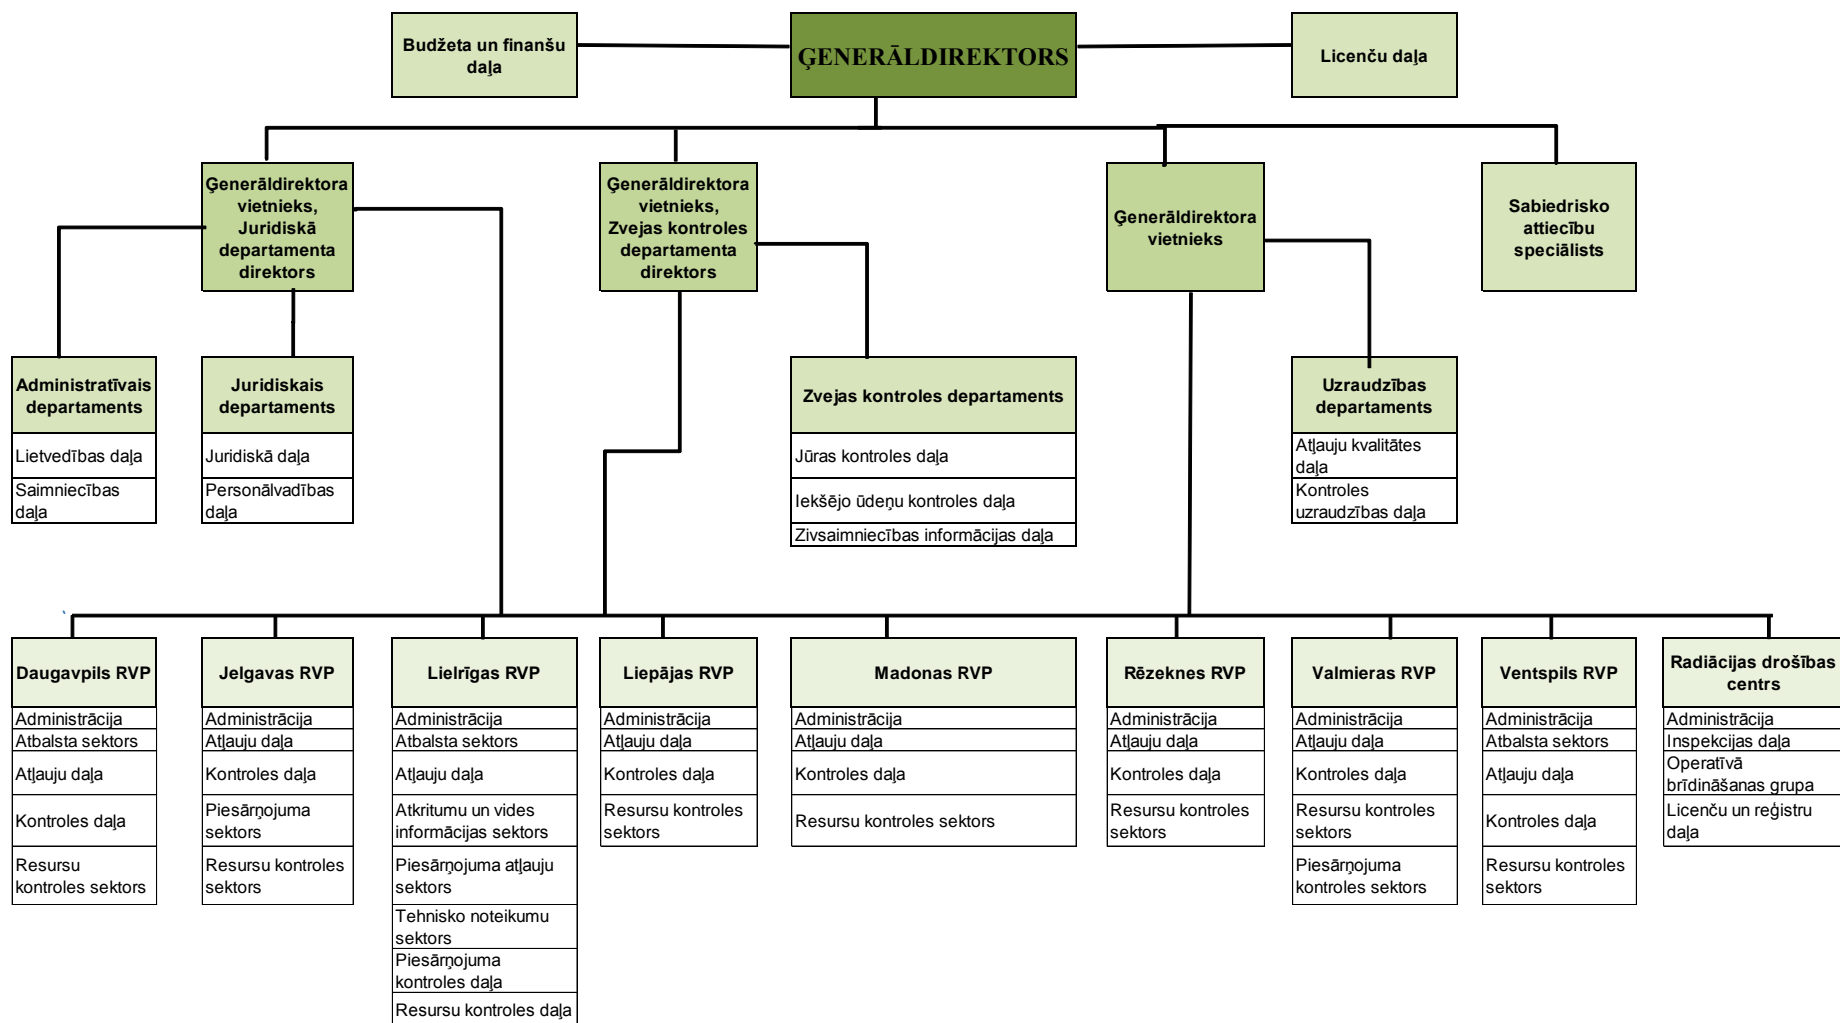 Budžeta un finanšu
daļa
ĢENERĀLDIREKTORS
Licenču daļa
Ģenerāldirektora
vietnieks,
Juridiskā
departamenta
direktors
Ģenerāldirektora
vietnieks,
Zvejas kontroles
departamenta
direktors
Ģenerāldirektora
vietnieks
Sabiedrisko
attiecību
speciālists
Administratīvais
departaments
Lietvedības daļa
Saimniecības
daļa
Juridiskais
departaments
Juridiskā daļa
Personālvadības
daļa
Zvejas kontroles departaments
Jūras kontroles daļa
Iekšējo ūdeņu kontroles daļa
Zivsaimniecības informācijas daļa
Uzraudzības
departaments
Atļauju kvalitātes
daļa
Kontroles
uzraudzības daļa
Daugavpils RVP
Administrācija
Atbalsta sektors
Atļauju daļa
Kontroles daļa
Resursu
kontroles sektors
Jelgavas RVP
Administrācija
Atļauju daļa
Kontroles daļa
Piesārņojuma
sektors
Resursu kontroles
sektors
Lielrīgas RVP
Administrācija
Atbalsta sektors
Atļauju daļa
Atkritumu un vides
informācijas sektors
Piesārņojuma atļauju
sektors
Tehnisko noteikumu
sektors
Piesārņojuma
kontroles daļa
Resursu kontroles daļa
Liepājas RVP
Administrācija
Atļauju daļa
Kontroles daļa
Resursu kontroles
sektors
Madonas RVP
Administrācija
Atļauju daļa
Kontroles daļa
Resursu kontroles sektors
Rēzeknes RVP
Administrācija
Atļauju daļa
Kontroles daļa
Resursu kontroles
sektors
Valmieras RVP
Administrācija
Atļauju daļa
Kontroles daļa
Resursu kontroles
sektors
Piesārņojuma
kontroles sektors
Ventspils RVP
Administrācija
Atbalsta sektors
Atļauju daļa
Kontroles daļa
Resursu kontroles
sektors
Radiācijas drošības
centrs
Administrācija
Inspekcijas daļa
Operatīvā
brīdināšanas grupa
Licenču un reģistru
daļa